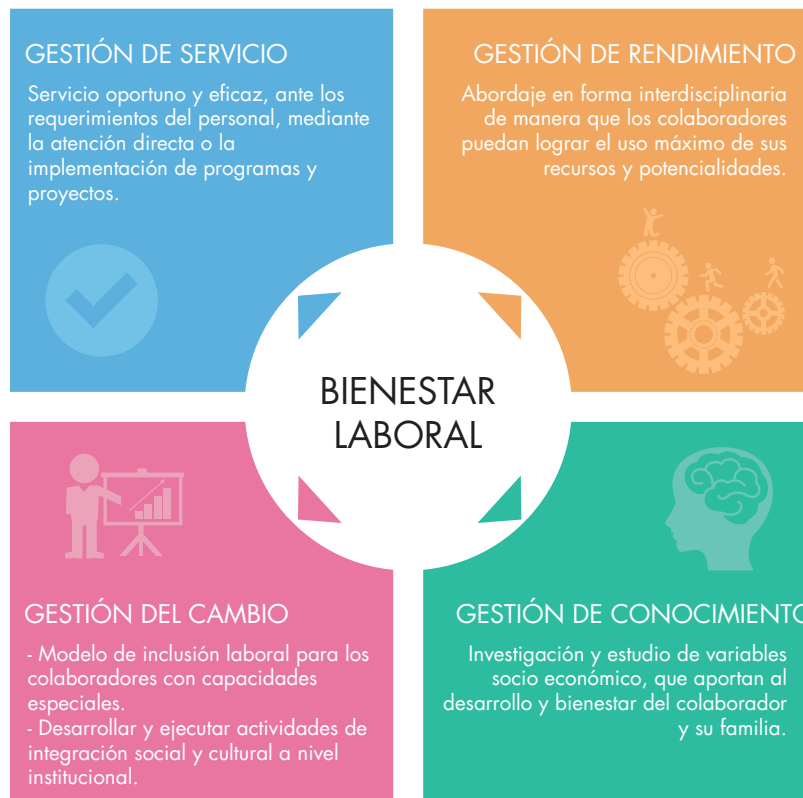 GESTIÓN DE SERVICIO
Servicio oportuno y eficaz, ante los
requerimientos del personal, mediante
la atención directa o la
implementación de programas y
proyectos.
GESTIÓN DE RENDIMIENTO
Abordaje en forma interdisciplinaria
de manera que los colaboradores
puedan lograr el uso máximo de sus
recursos y potencialidades.
BIENESTAR
LABORAL
GESTIÓN DEL CAMBIO
- Modelo de inclusión laboral para los
colaboradores con capacidades
especiales.
- Desarrollar y ejecutar actividades de
integración social y cultural a nivel
institucional.
GESTIÓN DE CONOCIMIENTO
Investigación y estudio de variables
socio económico, que aportan al
desarrollo y bienestar del colaborador
y su familia.